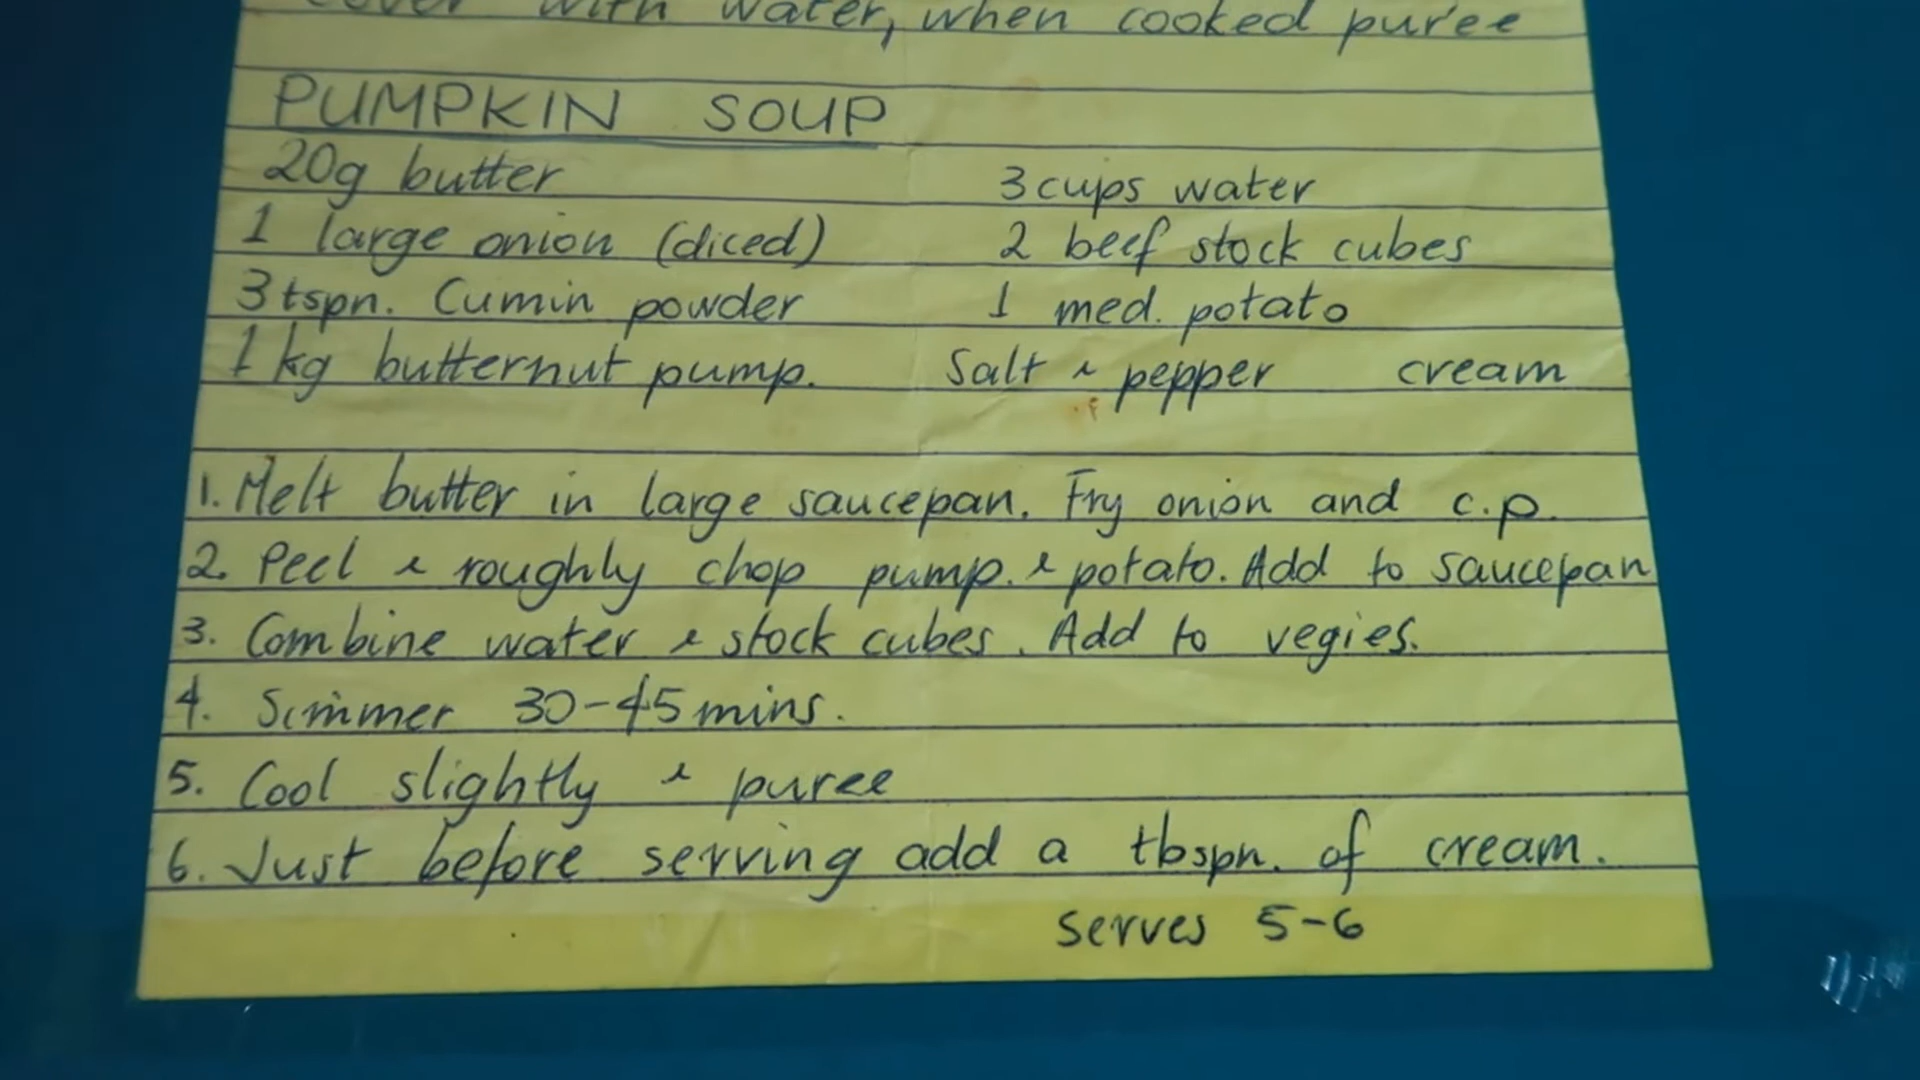 cover with water, when cooked purée
PUMPKIN SOUP
20g butter
1 large onion (diced)
3 tspn. Cumin powder
1 kg butternut pump.
3 cups water
2 beef stock cubes
1 med. potato
Salt & pepper cream
1. Melt butter in large saucepan. Fry onion and c.p.
2. Peel & roughly chop pump. & potato. Add to saucepan
3. Combine water & stock cubes. Add to vegies.
4. Simmer 30-45 mins.
5. Cool slightly & puree
6. Just before serving add a tbspn. of cream.
serves 5-6